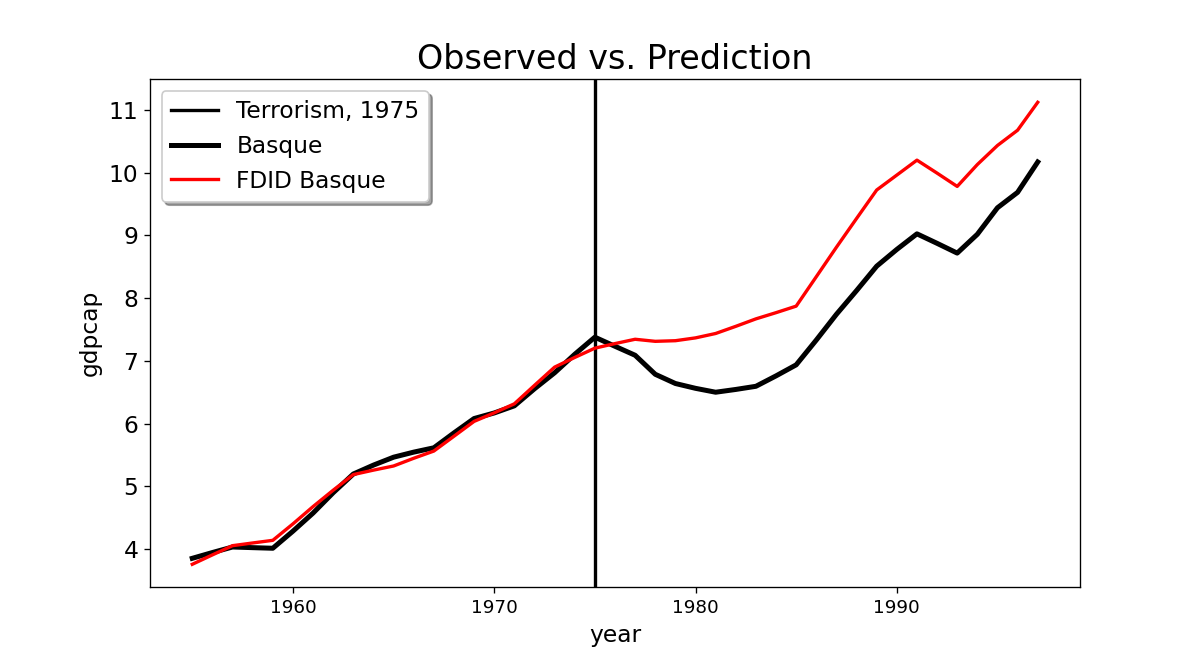 Observed vs. Prediction
Terrorism, 1975
Basque
FDID Basque
11
10
9
8
7
6
5
4
gdpcap
1960 1970 1980 1990
year